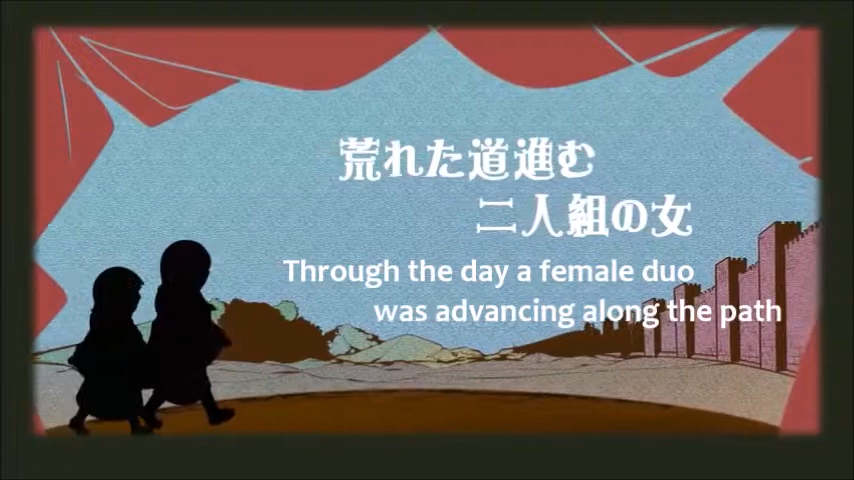 荒れた道進む
二人組の女
Through the day a female duo
was advancing along the path